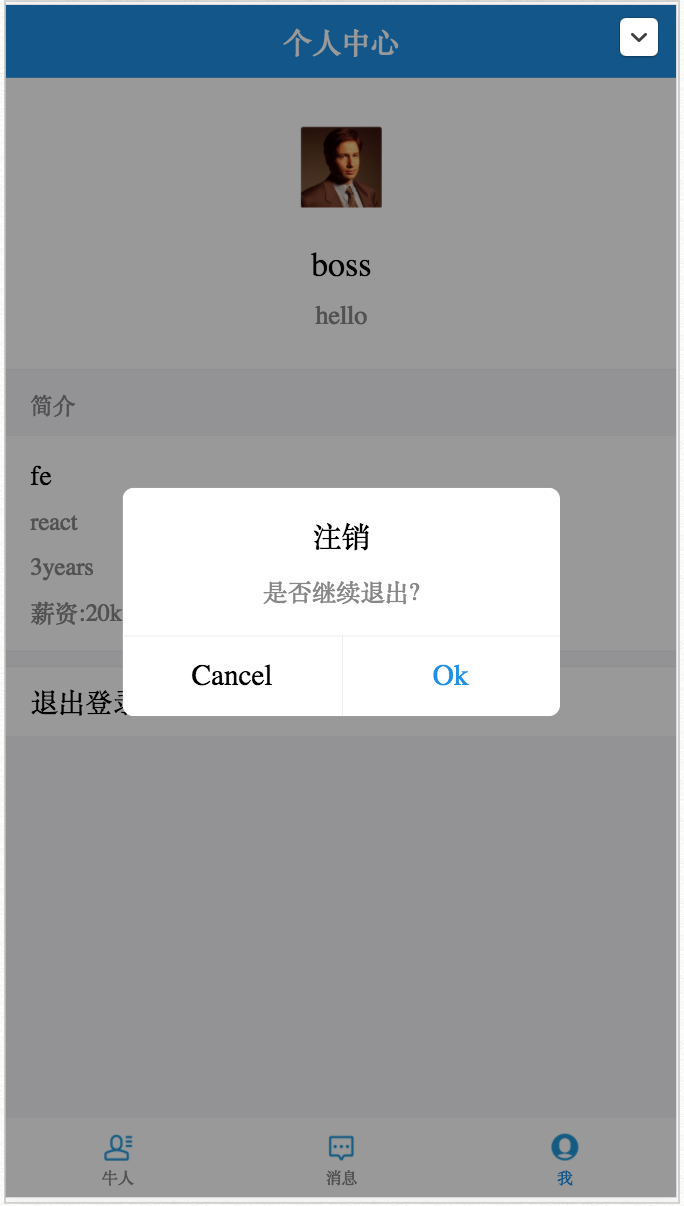 个人中心
boss
hello
简介
fe
react
3years
薪资:20k
注销
是否继续退出?
Cancel
Ok
退出登录
牛人
消息
我